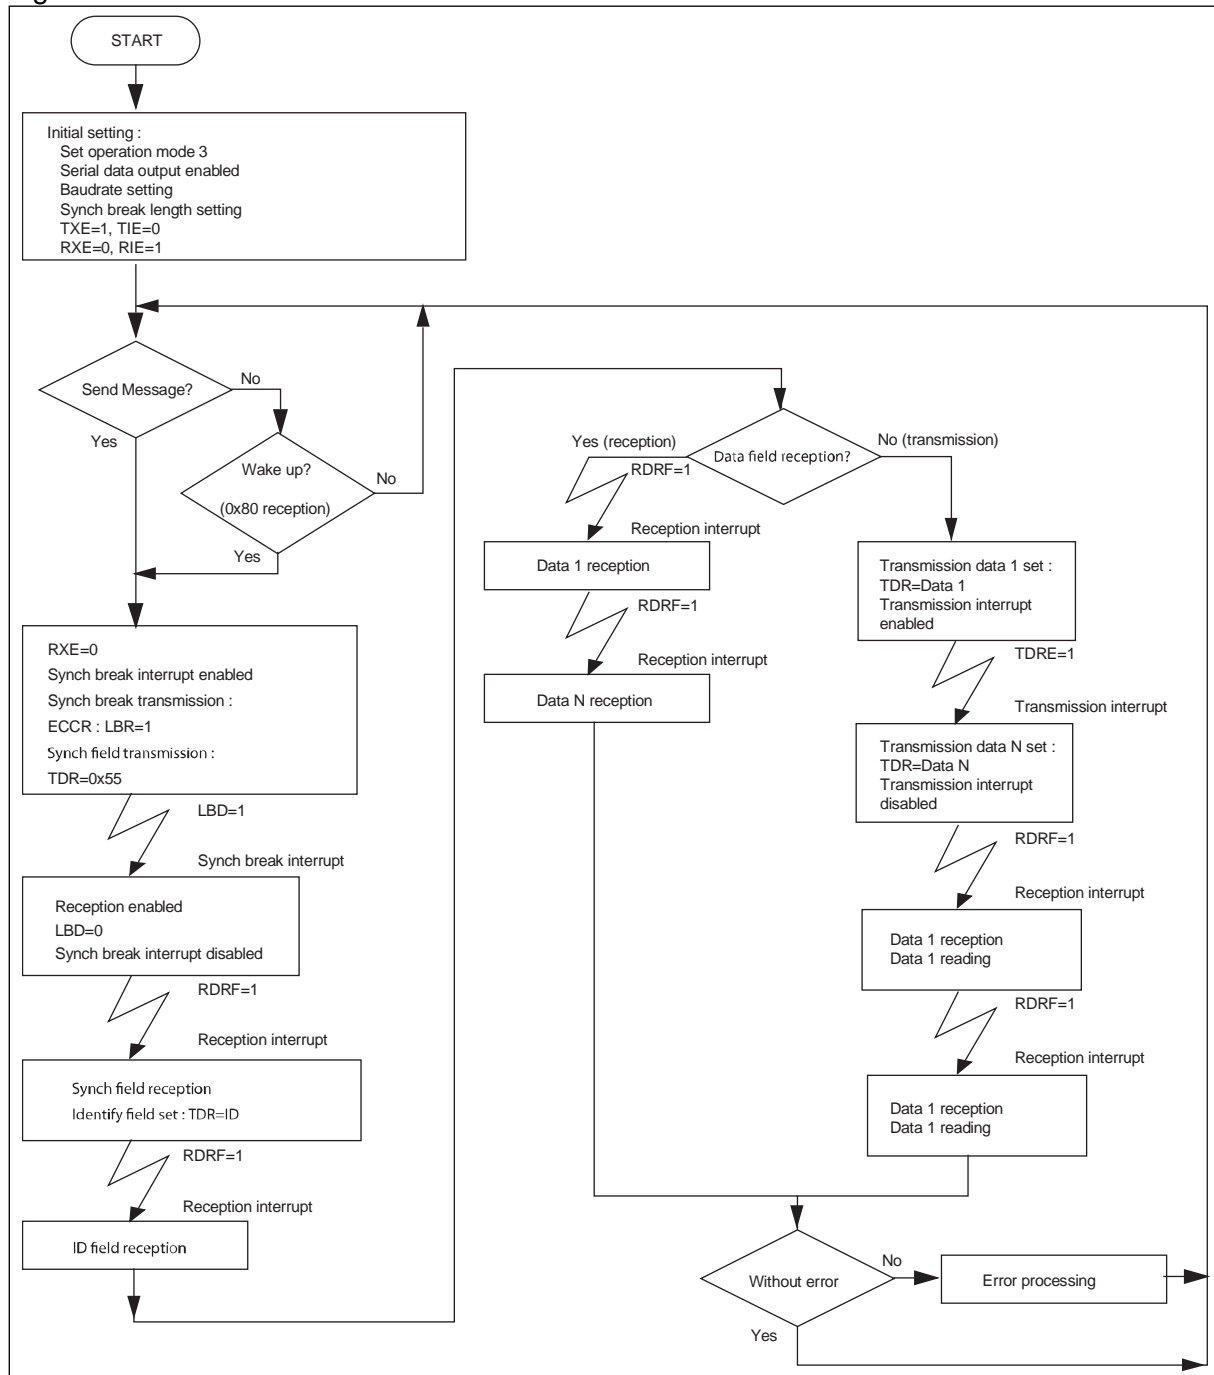 START
Initial setting :
Set operation mode 3
Serial data output enabled
Baudrate setting
Synch break length setting
TXE=1, TIE=0
RXE=0, RIE=1
Send Message?
No
Yes
Wake up?
(0x80 reception)
No
Yes
RXE=0
Synch break interrupt enabled
Synch break transmission :
ECCR : LBR=1
Synch field transmission :
TDR=0x55
LBD=1
Synch break interrupt
Reception enabled
LBD=0
Synch break interrupt disabled
RDRF=1
Reception interrupt
Synch field reception
Identify field set : TDR=ID
RDRF=1
Reception interrupt
ID field reception
Data field reception?
Yes (reception)
No (transmission)
RDRF=1
Reception interrupt
Data 1 reception
RDRF=1
Reception interrupt
Data N reception
Transmission data 1 set :
TDR=Data 1
Transmission interrupt
enabled
TDRE=1
Transmission interrupt
Transmission data N set :
TDR=Data N
Transmission interrupt
disabled
RDRF=1
Reception interrupt
Data 1 reception
Data 1 reading
RDRF=1
Reception interrupt
Data 1 reception
Data 1 reading
Without error
No
Error processing
Yes